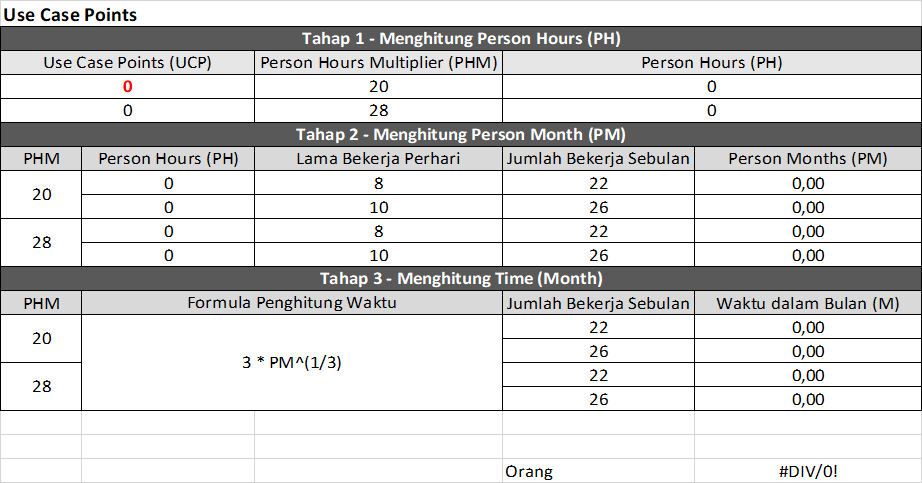 Use Case Points
Tahap 1 - Menghitung Person Hours (PH)
Use Case Points (UCP) Person Hours Multiplier (PHM) Person Hours (PH)
0 20 0
0 28 0
Tahap 2 - Menghitung Person Month (PM)
PHM Person Hours (PH) Lama Bekerja Perhari Jumlah Bekerja Sebulan Person Months (PM)
20 0 8 22 0,00
0 10 26 0,00
28 0 8 22 0,00
0 10 26 0,00
Tahap 3 - Menghitung Time (Month)
PHM Formula Penghitung Waktu Jumlah Bekerja Sebulan Waktu dalam Bulan (M)
20 3 * PM^(1/3) 22 0,00
26 0,00
28 22 0,00
26 0,00
Orang #DIV/0!